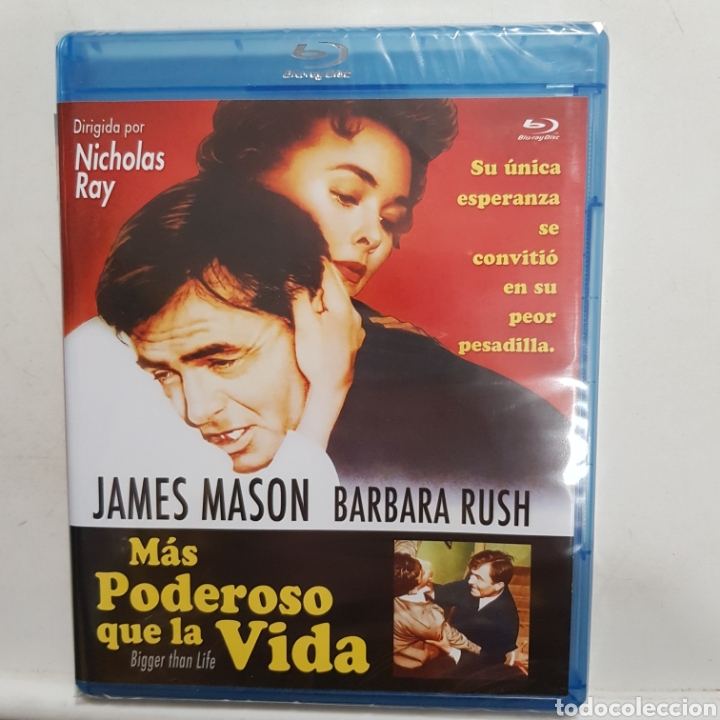 Blu-ray Disc
Dirigida por
Nicholas
Ray
Blu-ray Disc
Su única
esperanza
se
convitió
en su
peor
pesadilla.
JAMES MASON BARBARA RUSH
Más
Poderoso
que la Vida
Bigger than Life
todocoleccion